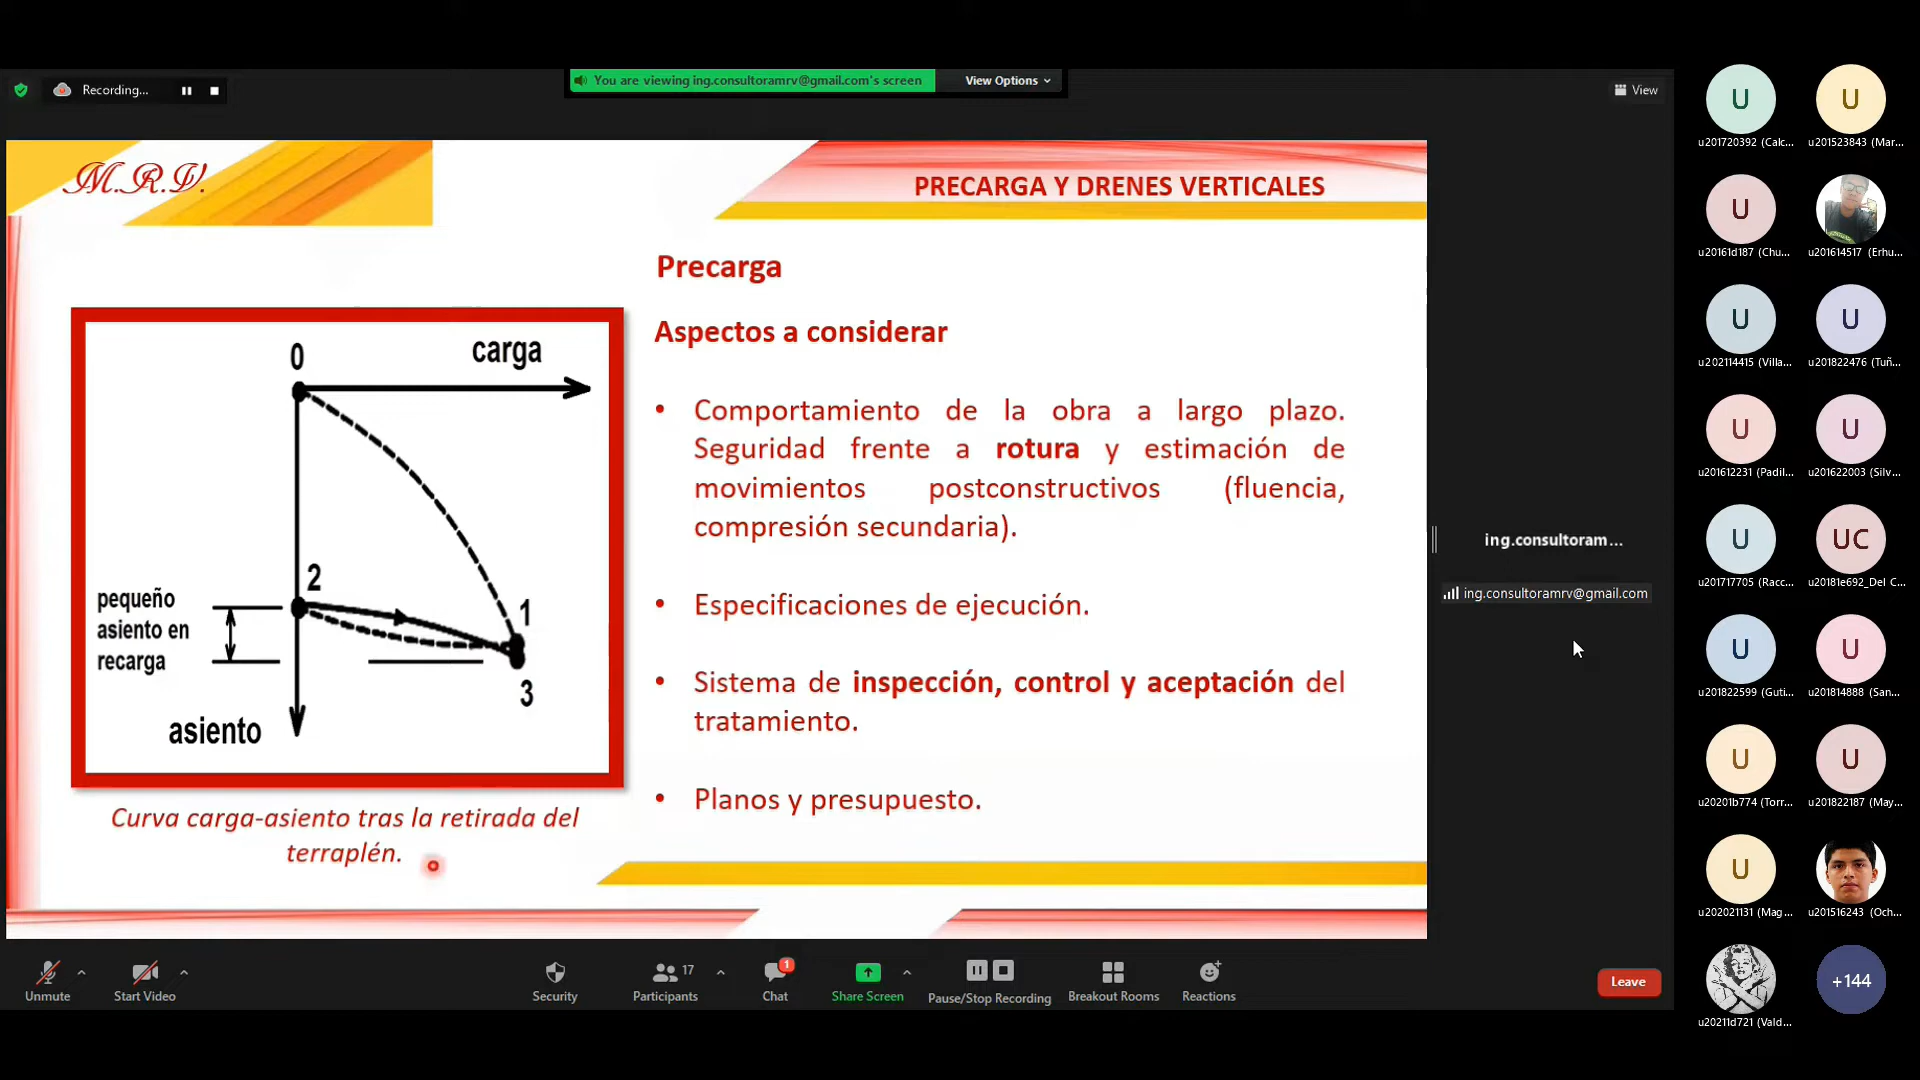 Recording...
You are viewing ing.consultoramrv@gmail.com's screen
View Options
View
M.R.V.
PRECARGA Y DRENES VERTICALES
Precarga
Aspectos a considerar
• Comportamiento de la obra a largo plazo.
Seguridad frente a rotura y estimación de
movimientos postconstructivos (fluencia,
compresión secundaria).
• Especificaciones de ejecución.
• Sistema de inspección, control y aceptación del
tratamiento.
• Planos y presupuesto.
0
carga
2
1
3
pequeño
asiento en
recarga
asiento
Curva carga-asiento tras la retirada del
terraplén.
ing.consultoram...
ing.consultoramrv@gmail.com
Unmute
Start Video
Security
17
Participants
1
Chat
Share Screen
Pause/Stop Recording
Breakout Rooms
Reactions
Leave
U
u201720392 (Calc...
U
u201523843 (Mar...
U
u20161d187 (Chu...
u201614517 (Erhu...
U
u202114415 (Villa...
U
u201822476 (Tuñ...
U
u201612231 (Padil...
U
u201622003 (Silv...
U
u201717705 (Racc...
UC
u20181e692_Del C...
U
u201822599 (Guti...
U
u201814888 (San...
U
u20201b774 (Torr...
U
u201822187 (May...
U
u202021131 (Mag...
u201516243 (Och...
u20211d721 (Vald...
+144